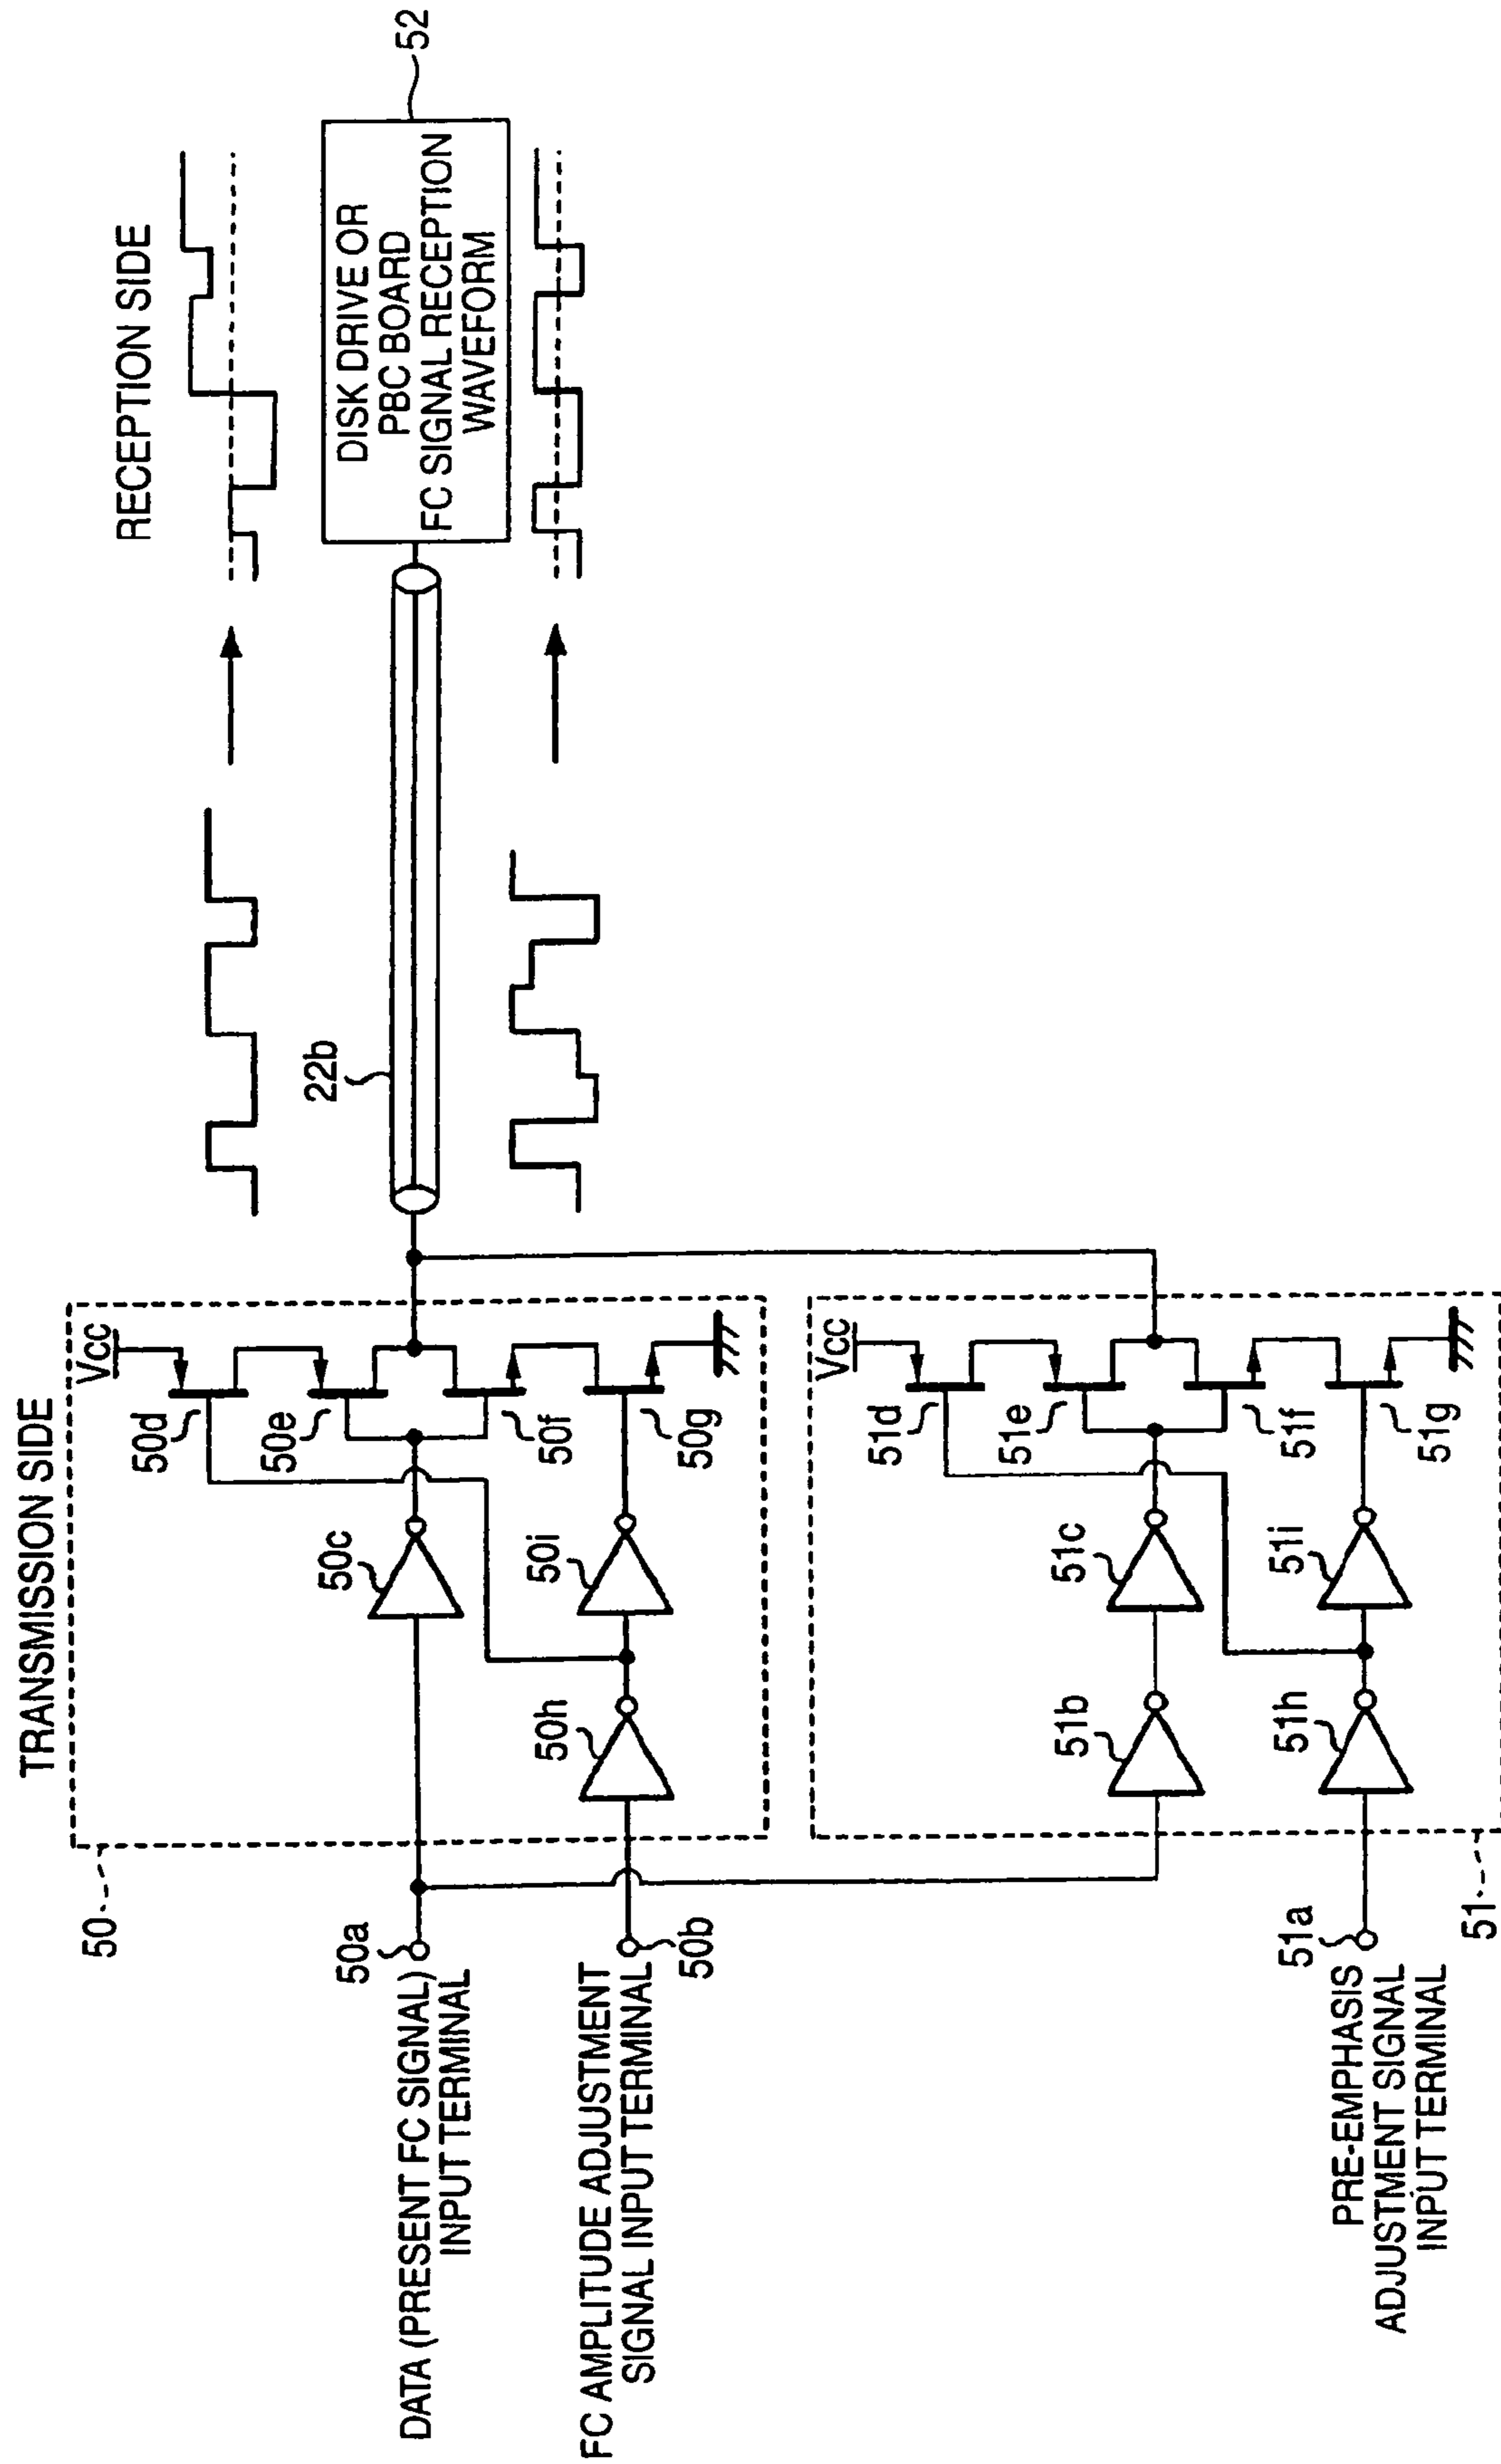 TRANSMISSION SIDE
RECEPTION SIDE
50
50a
DATA (PRESENT FC SIGNAL)
INPUT TERMINAL
FC AMPLITUDE ADJUSTMENT
SIGNAL INPUT TERMINAL
50b
50c
50h
50i
50d
50e
50f
50g
Vcc
22b
DISK DRIVE OR
PBC BOARD
FC SIGNAL RECEPTION
WAVEFORM
52
51
51a
PRE-EMPHASIS
ADJUSTMENT SIGNAL
INPUT TERMINAL
51b
51c
51h
51i
51d
51e
51f
51g
Vcc